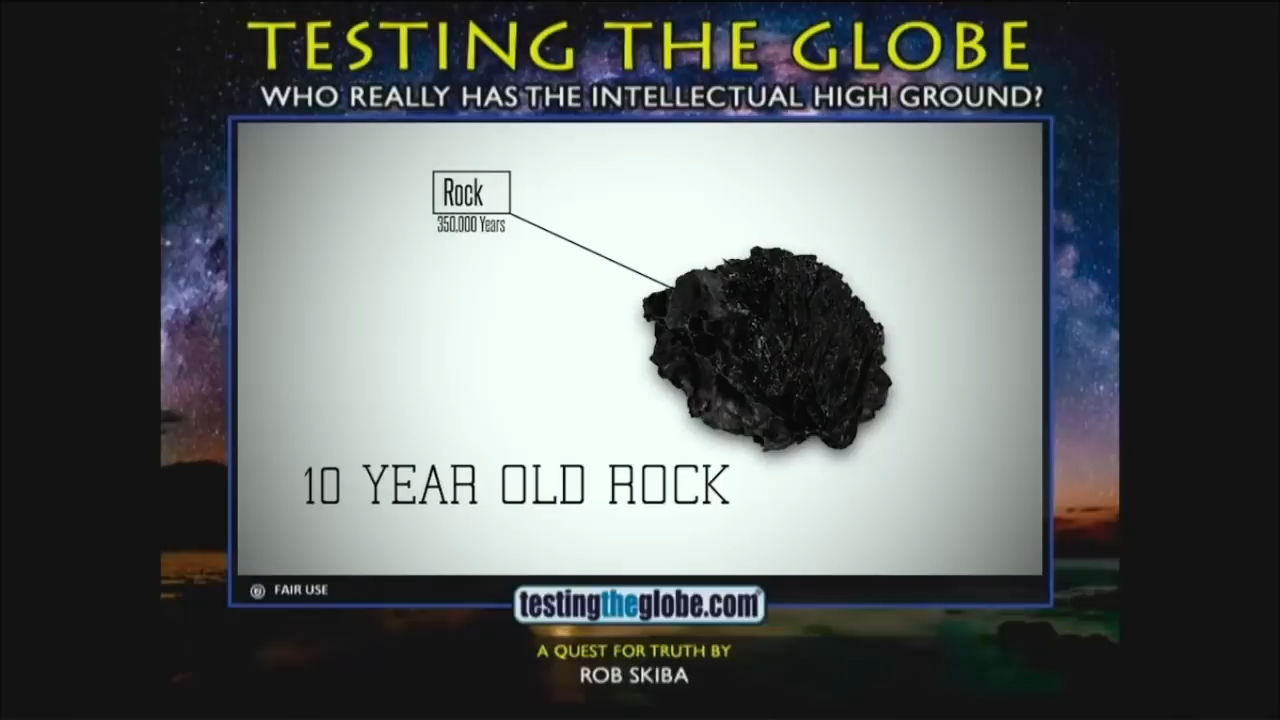 TESTING THE GLOBE
WHO REALLY HAS THE INTELLECTUAL HIGH GROUND?
Rock
350,000 Years
10 YEAR OLD ROCK
FAIR USE
testingtheglobe.com
A QUEST FOR TRUTH BY
ROB SKIBA